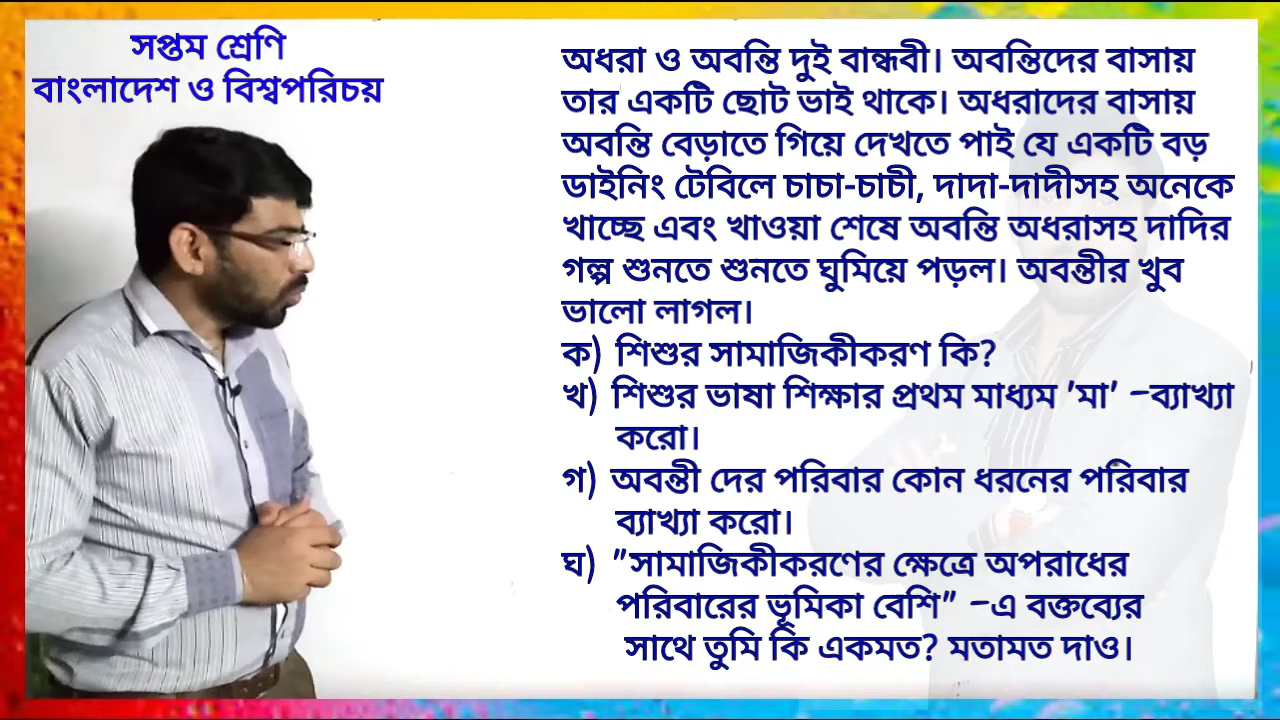 সপ্তম শ্রেণি
বাংলাদেশ ও বিশ্বপরিচয়
অধরা ও অবন্তি দুই বান্ধবী। অবন্তিদের বাসায়
তার একটি ছোট ভাই থাকে। অধরাদের বাসায়
অবন্তি বেড়াতে গিয়ে দেখতে পাই যে একটি বড়
ডাইনিং টেবিলে চাচা-চাচী, দাদা-দাদীসহ অনেকে
খাচ্ছে এবং খাওয়া শেষে অবন্তি অধরাসহ দাদির
গল্প শুনতে শুনতে ঘুমিয়ে পড়ল। অবন্তীর খুব
ভালো লাগল।
ক) শিশুর সামাজিকীকরণ কি?
খ) শিশুর ভাষা শিক্ষার প্রথম মাধ্যম 'মা' –ব্যাখ্যা
করো।
গ) অবন্তী দের পরিবার কোন ধরনের পরিবার
ব্যাখ্যা করো।
ঘ) "সামাজিকীকরণের ক্ষেত্রে অপরাধের
পরিবারের ভূমিকা বেশি" –এ বক্তব্যের
সাথে তুমি কি একমত? মতামত দাও।